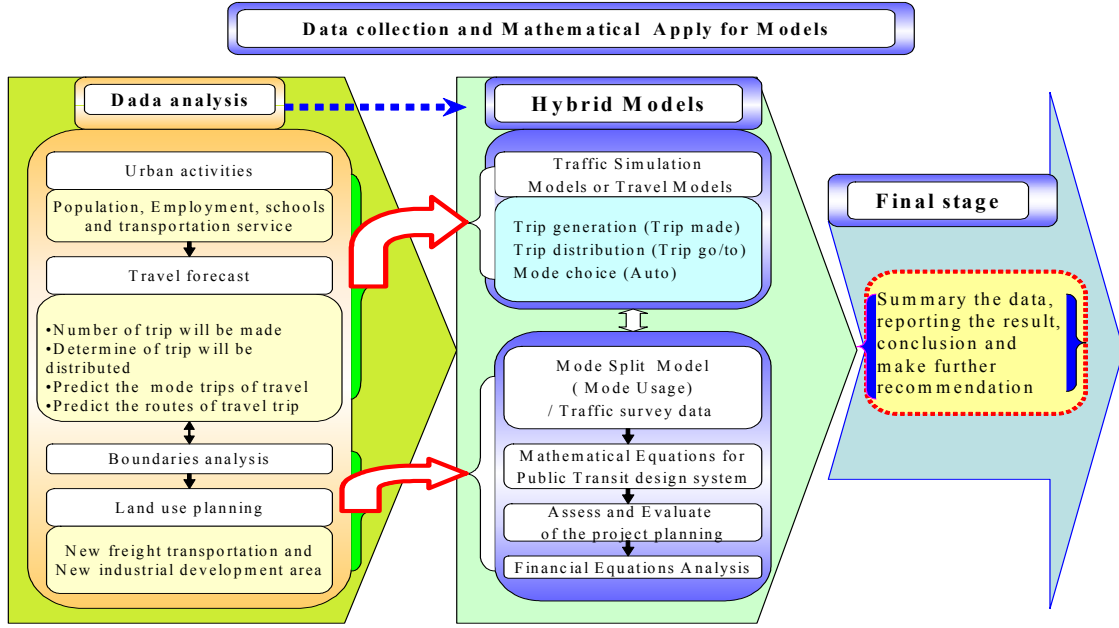 Data collection and Mathematical Apply for Models
Dada analysis
Urban activities
Population, Employment, schools
and transportation service
Travel forecast
•Number of trip will be made
•Determine of trip will be
distributed
•Predict the mode trips of travel
•Predict the routes of travel trip
Boundaries analysis
Land use planning
New freight transportation and
New industrial development area
Hybrid Models
Traffic Simulation
Models or Travel Models
Trip generation (Trip made)
Trip distribution (Trip go/to)
Mode choice (Auto)
Mode Split Model
( Mode Usage)
/ Traffic survey data
Mathematical Equations for
Public Transit design system
Assess and Evaluate
of the project planning
Financial Equations Analysis
Final stage
Summary the data,
reporting the result,
conclusion and
make further
recommendation